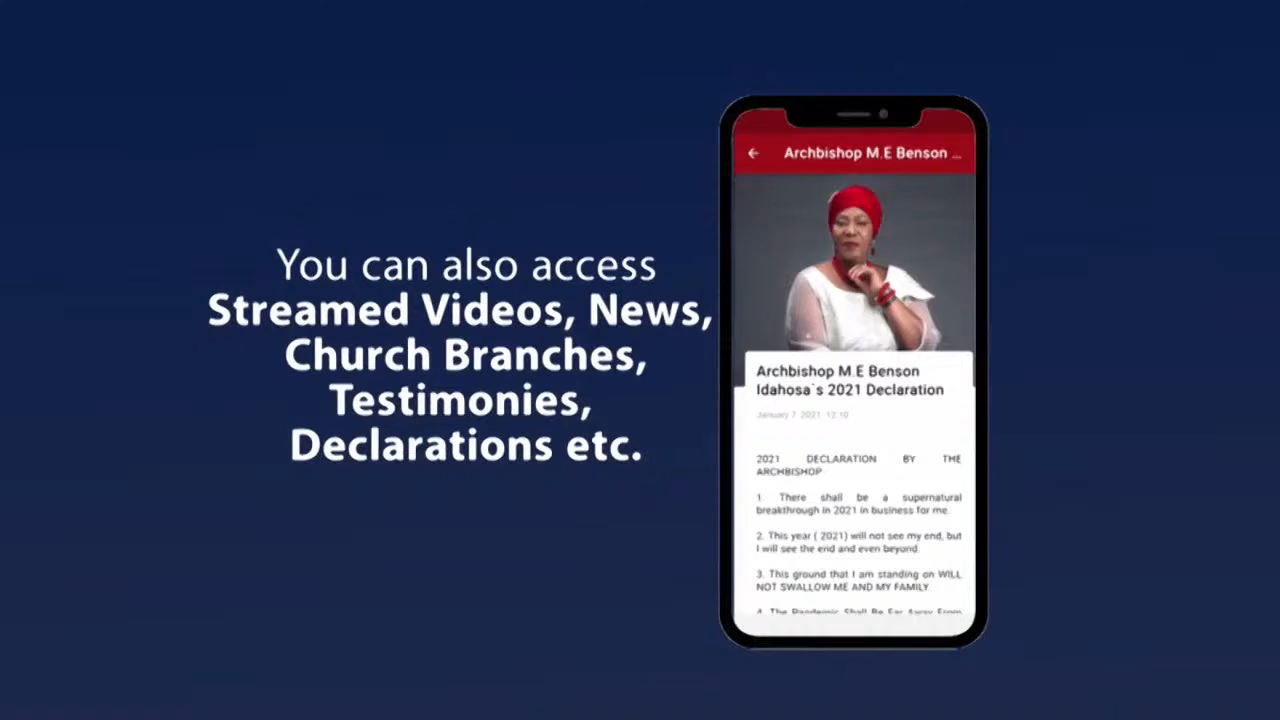 You can also access
Streamed Videos, News,
Church Branches,
Testimonies,
Declarations etc.
Archbishop M.E Benson ...
Archbishop M.E Benson
Idahosa`s 2021 Declaration
January 7, 2021, 12:10
2021 DECLARATION BY THE
ARCHBISHOP
1. There shall be a supernatural
breakthrough in 2021 in business for me.
2. This year ( 2021) will not see my end, but
I will see the end and even beyond.
3. This ground that I am standing on WILL
NOT SWALLOW ME AND MY FAMILY
4. The Pandemic Shall Be Far Away From